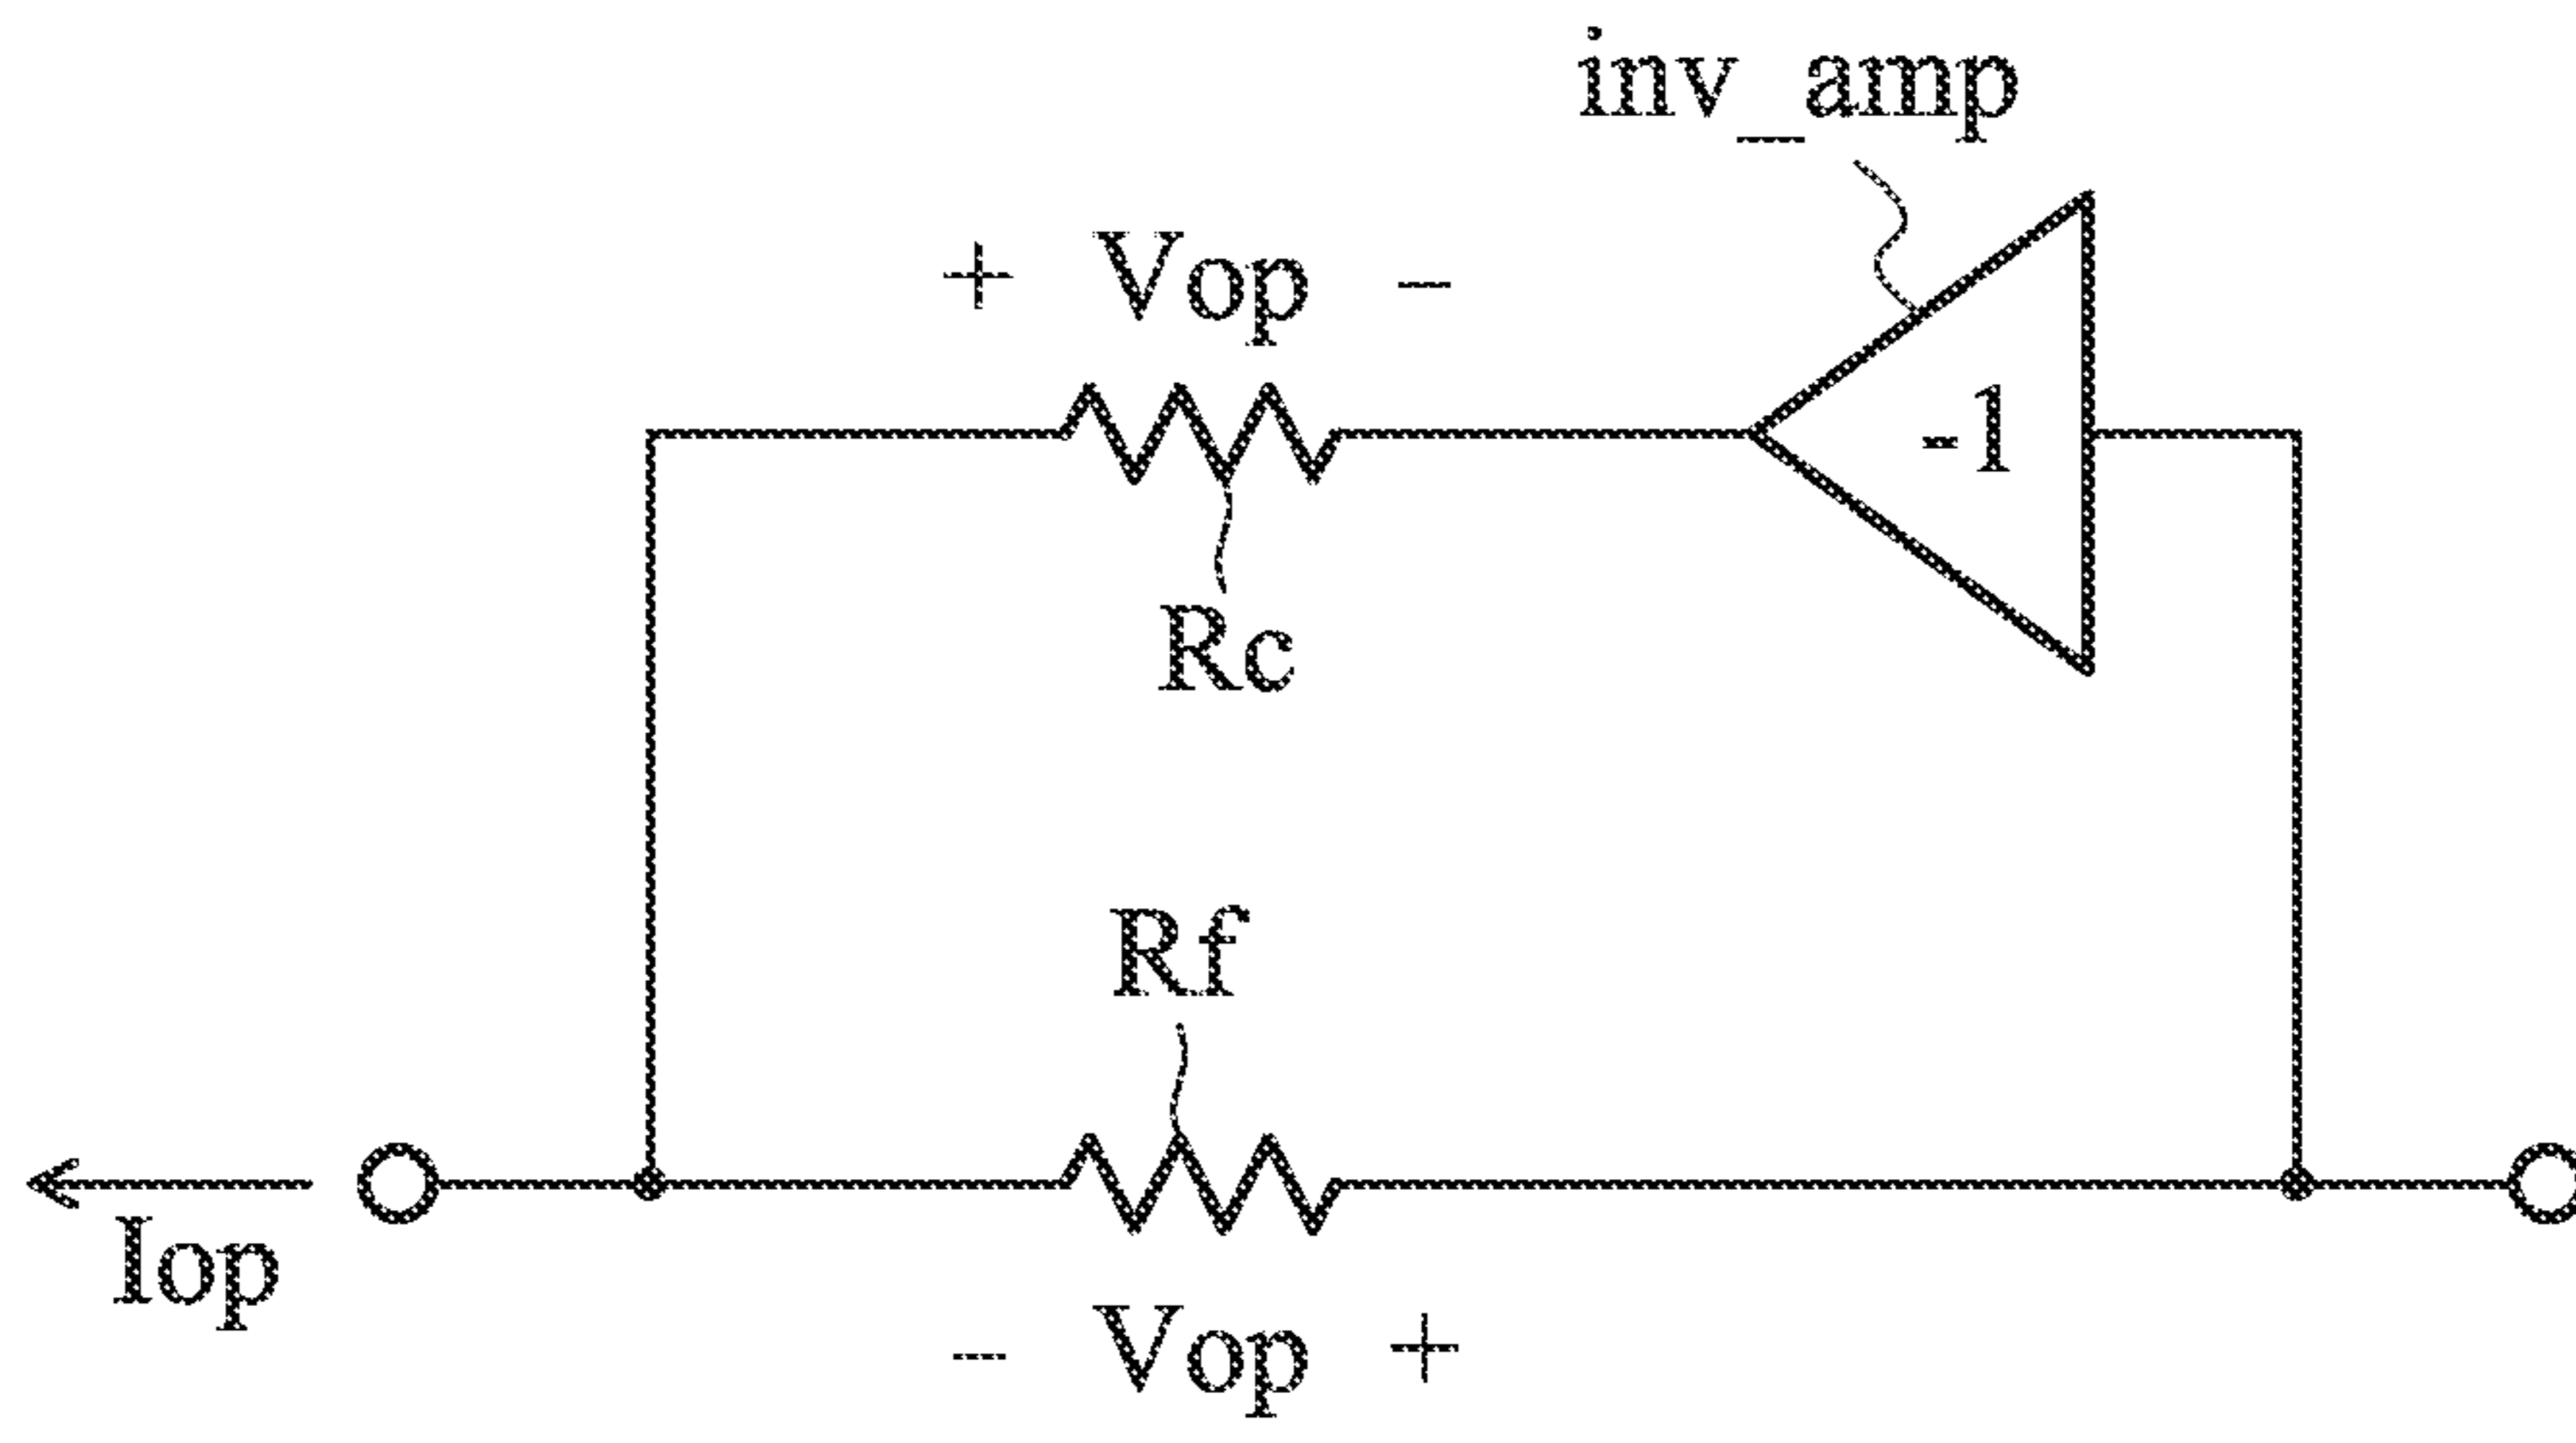 inv_amp
+ Vop -
-1
Rc
Rf
Iop
- Vop +